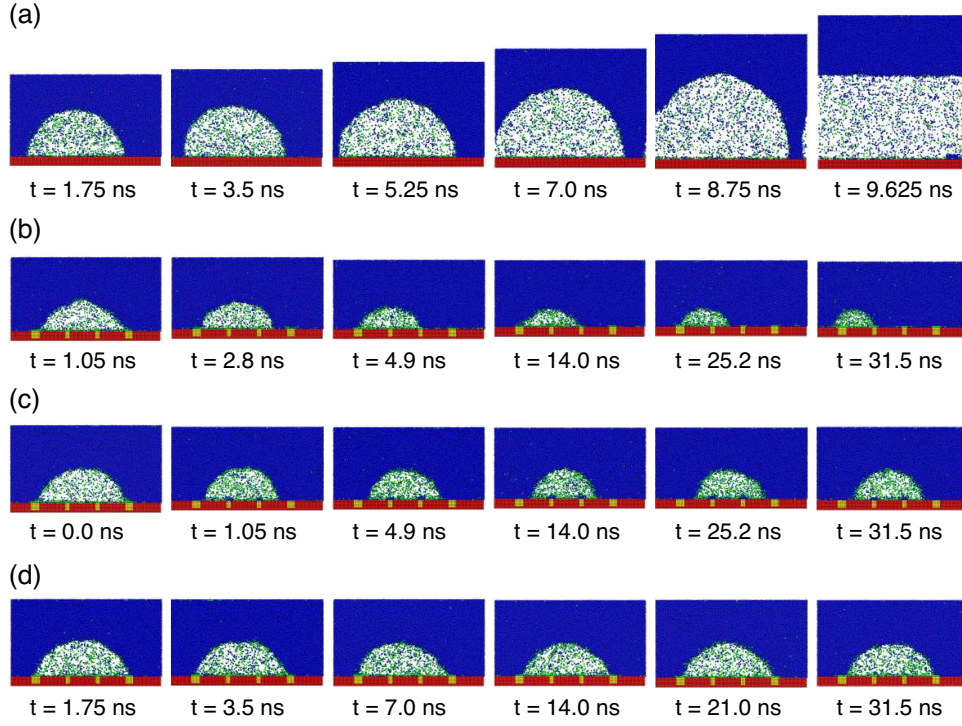 (a)
t = 1.75 ns t = 3.5 ns t = 5.25 ns t = 7.0 ns t = 8.75 ns t = 9.625 ns
(b)
t = 1.05 ns t = 2.8 ns t = 4.9 ns t = 14.0 ns t = 25.2 ns t = 31.5 ns
(c)
t = 0.0 ns t = 1.05 ns t = 4.9 ns t = 14.0 ns t = 25.2 ns t = 31.5 ns
(d)
t = 1.75 ns t = 3.5 ns t = 7.0 ns t = 14.0 ns t = 21.0 ns t = 31.5 ns